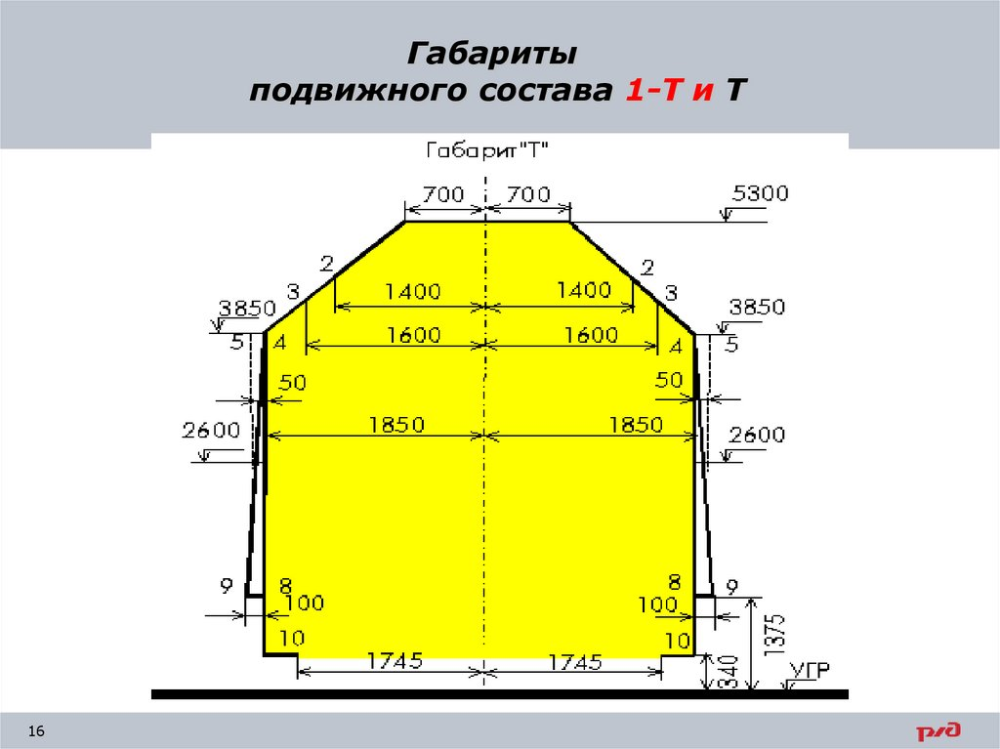 Габариты
подвижного состава 1-Т и Т
Габарит"Т"
700 700 5300
2 2
3 1400 1400 3
3850 3850
5 4 1600 1600 4 5
50 50
2600 1850 1850 2600
9 8 8 9
100 100
10 10 1375
1745 1745 340 УГР
16 РЖД